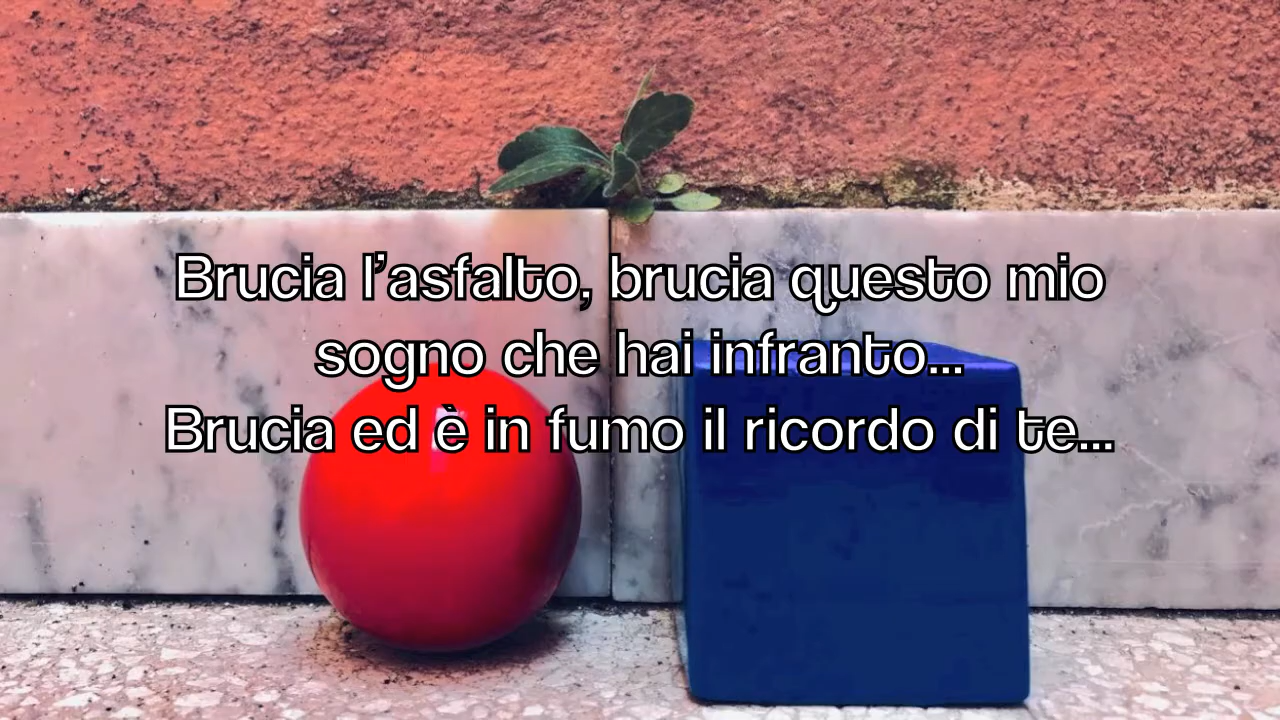 Brucia l'asfalto, brucia questo mio
sogno che hai infranto...
Brucia ed è in fumo il ricordo di te...